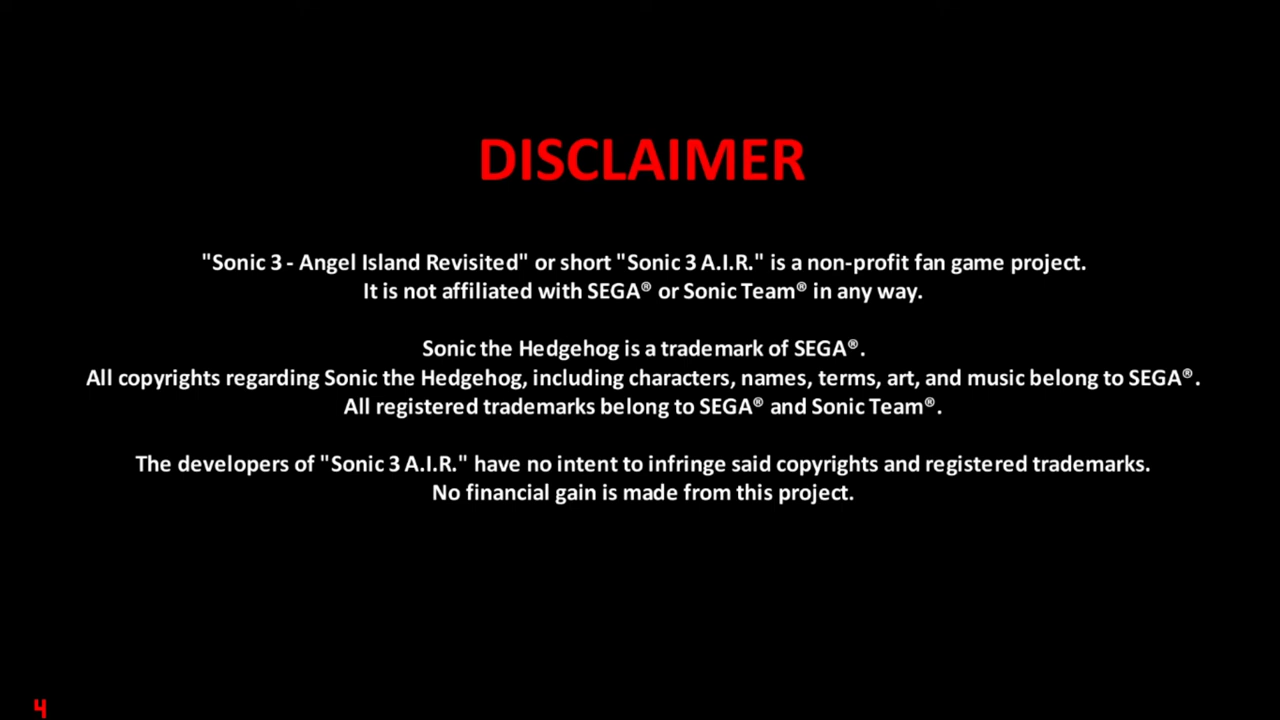 DISCLAIMER
"Sonic 3 - Angel Island Revisited" or short "Sonic 3 A.I.R." is a non-profit fan game project.
It is not affiliated with SEGA® or Sonic Team® in any way.
Sonic the Hedgehog is a trademark of SEGA®.
All copyrights regarding Sonic the Hedgehog, including characters, names, terms, art, and music belong to SEGA®.
All registered trademarks belong to SEGA® and Sonic Team®.
The developers of "Sonic 3 A.I.R." have no intent to infringe said copyrights and registered trademarks.
No financial gain is made from this project.
4